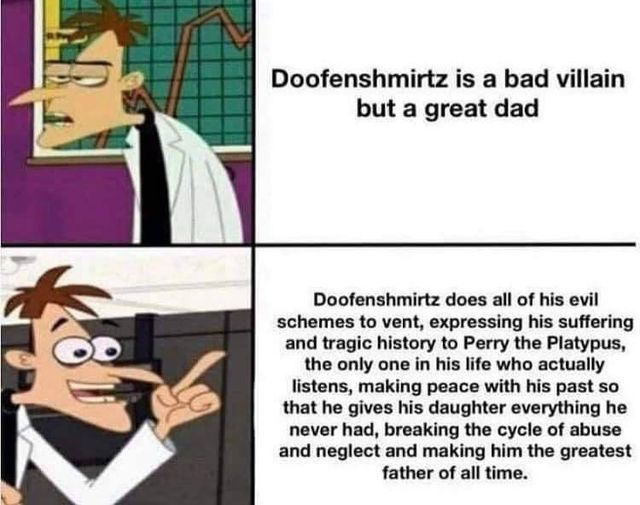 Doofenshmirtz is a bad villain
but a great dad
Doofenshmirtz does all of his evil
schemes to vent, expressing his suffering
and tragic history to Perry the Platypus,
the only one in his life who actually
listens, making peace with his past so
that he gives his daughter everything he
never had, breaking the cycle of abuse
and neglect and making him the greatest
father of all time.